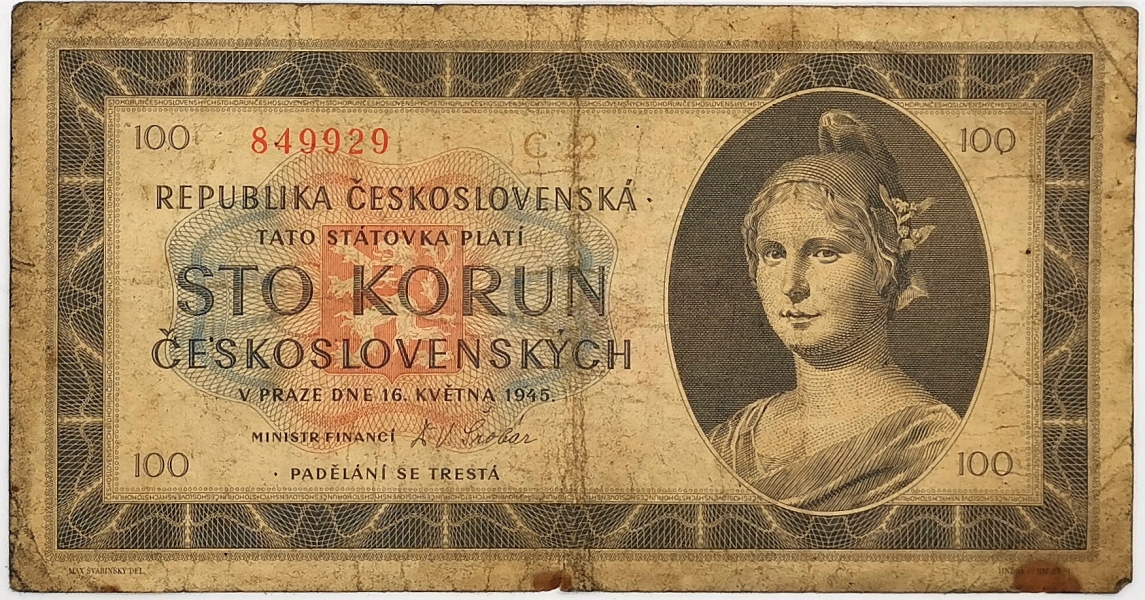 100 849929 C 22 100
REPUBLIKA ČESKOSLOVENSKÁ
TATO STÁTOVKA PLATÍ
STO KORUN
ČESKOSLOVENSKÝCH
V PRAZE DNE 16. KVĚTNA 1945.
MINISTR FINANCÍ
100 · PADĚLÁNÍ SE TRESTÁ 100
MAX ŠVABINSKÝ DEL.